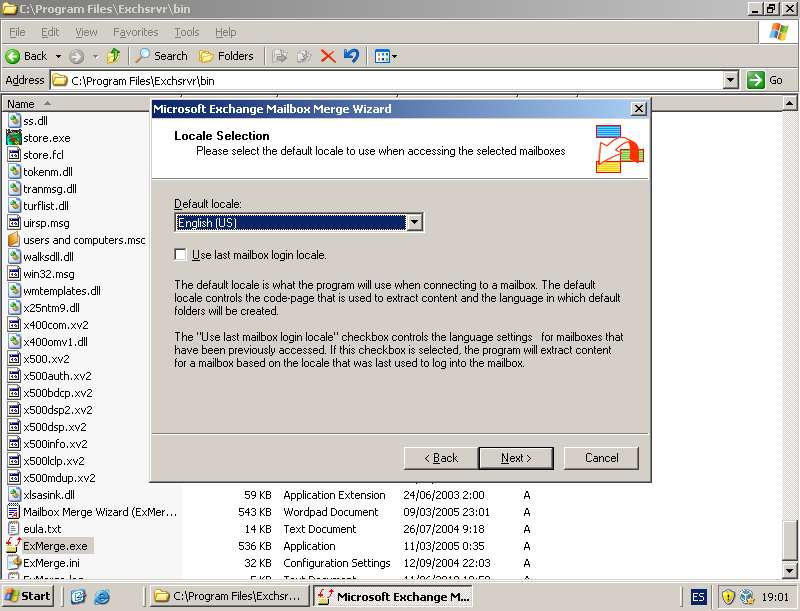 C:\Program Files\Exchsrvr\bin
File Edit View Favorites Tools Help
Back Search Folders
Address C:\Program Files\Exchsrvr\bin Go
Name
ss.dll
store.exe
store.fcl
tokenm.dll
tranmsg.dll
turflist.dll
uirsp.msg
users and computers.msc
walksdll.dll
win32.msg
wmtemplates.dll
x25ntm9.dll
x400com.xv2
x400omv1.dll
x500.xv2
x500auth.xv2
x500bdcp.xv2
x500dsp2.xv2
x500dsp.xv2
x500info.xv2
x500lclp.xv2
x500mdup.xv2
xlsasink.dll 59 KB Application Extension 24/06/2003 2:00 A
Mailbox Merge Wizard (ExMer... 543 KB Wordpad Document 09/03/2005 23:01 A
eula.txt 14 KB Text Document 26/07/2004 9:18 A
ExMerge.exe 536 KB Application 11/03/2005 0:35 A
ExMerge.ini 32 KB Configuration Settings 12/09/2004 22:03 A
Microsoft Exchange Mailbox Merge Wizard
Locale Selection
Please select the default locale to use when accessing the selected mailboxes
Default locale:
English (US)
Use last mailbox login locale.
The default locale is what the program will use when connecting to a mailbox. The default
locale controls the code-page that is used to extract content and the language in which default
folders will be created.
The "Use last mailbox login locale" checkbox controls the language settings for mailboxes that
have been previously accessed. If this checkbox is selected, the program will extract content
for a mailbox based on the locale that was last used to log into the mailbox.
< Back Next > Cancel
Start C:\Program Files\Exchsr... Microsoft Exchange M... ES 19:01